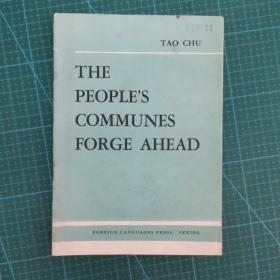 TAO CHU
THE
PEOPLE'S
COMMUNES
FORGE AHEAD
FOREIGN LANGUAGES PRESS PEKING